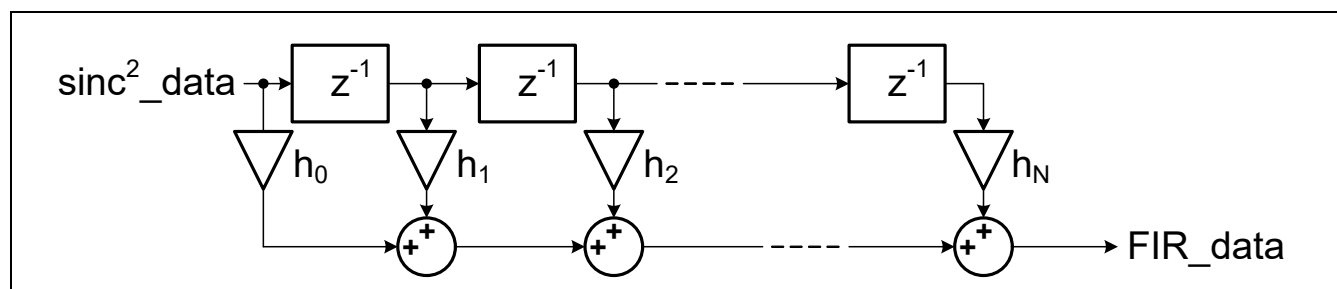 sinc²_data
z⁻¹
z⁻¹
z⁻¹
h₀
h₁
h₂
h_N
+ +
+ +
+ +
FIR_data